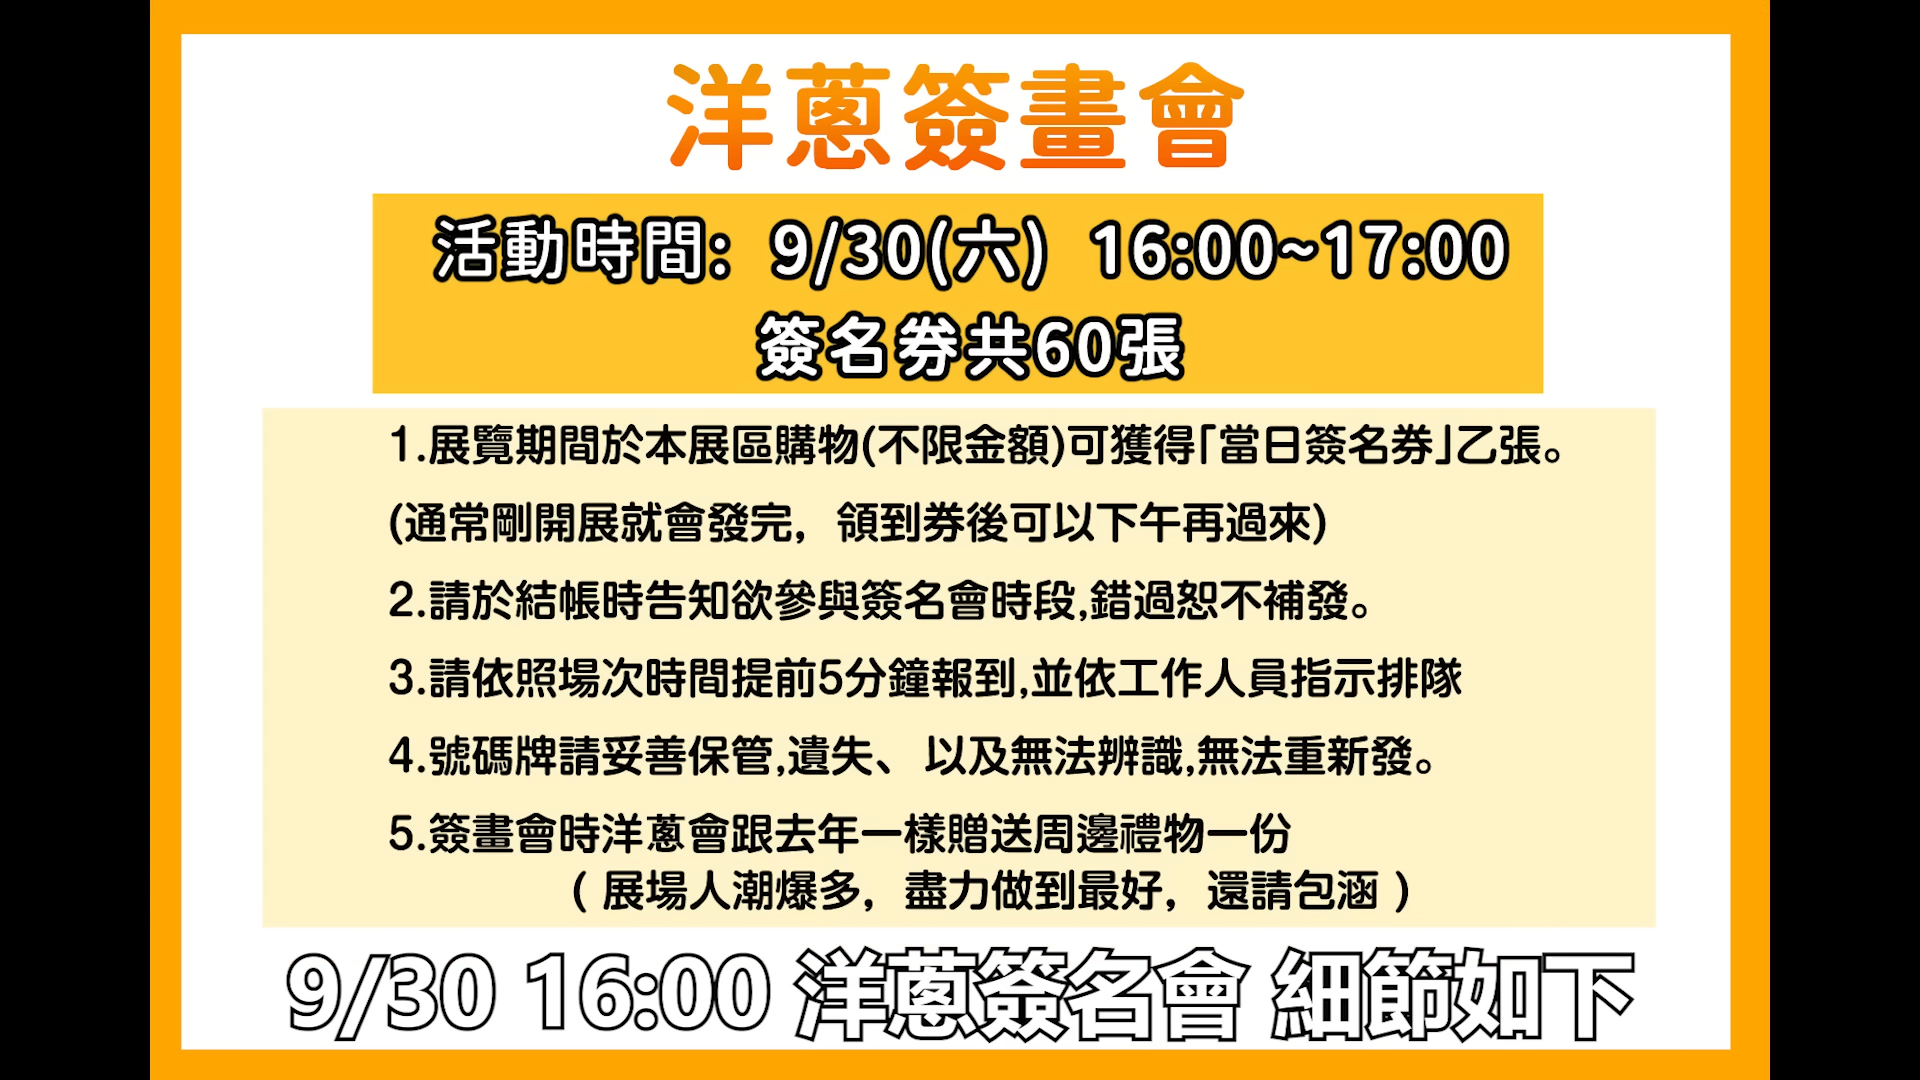 洋蔥簽畫會
活動時間: 9/30(六) 16:00~17:00
簽名券共60張
1.展覽期間於本展區購物(不限金額)可獲得「當日簽名券」乙張。
(通常剛開展就會發完，領到券後可以下午再過來)
2.請於結帳時告知欲參與簽名會時段,錯過恕不補發。
3.請依照場次時間提前5分鐘報到,並依工作人員指示排隊
4.號碼牌請妥善保管,遺失、以及無法辨識,無法重新發。
5.簽畫會時洋蔥會跟去年一樣贈送周邊禮物一份
( 展場人潮爆多，盡力做到最好，還請包涵 )
9/30 16:00 洋蔥簽名會 細節如下